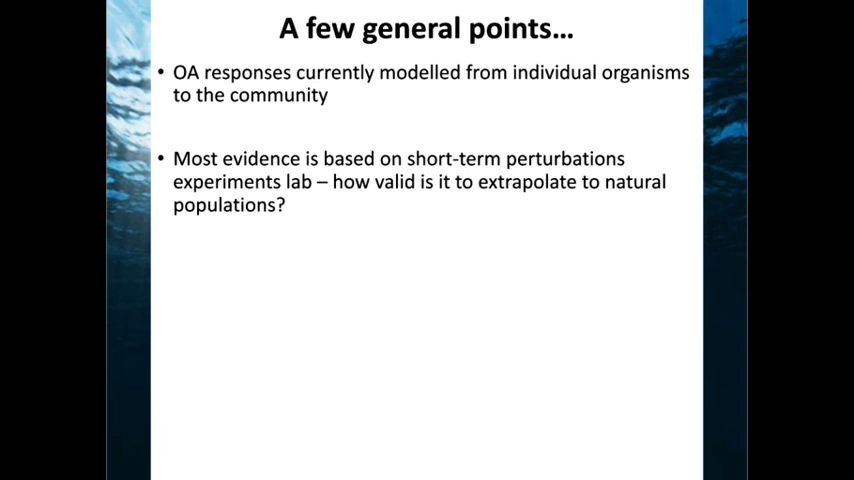 A few general points…
• OA responses currently modelled from individual organisms
to the community
• Most evidence is based on short-term perturbations
experiments lab – how valid is it to extrapolate to natural
populations?